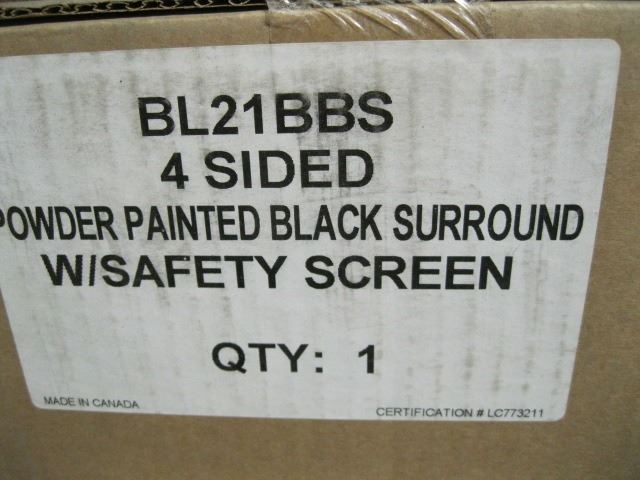 BL21BBS
4 SIDED
POWDER PAINTED BLACK SURROUND
W/SAFETY SCREEN
QTY: 1
MADE IN CANADA
CERTIFICATION # LC773211